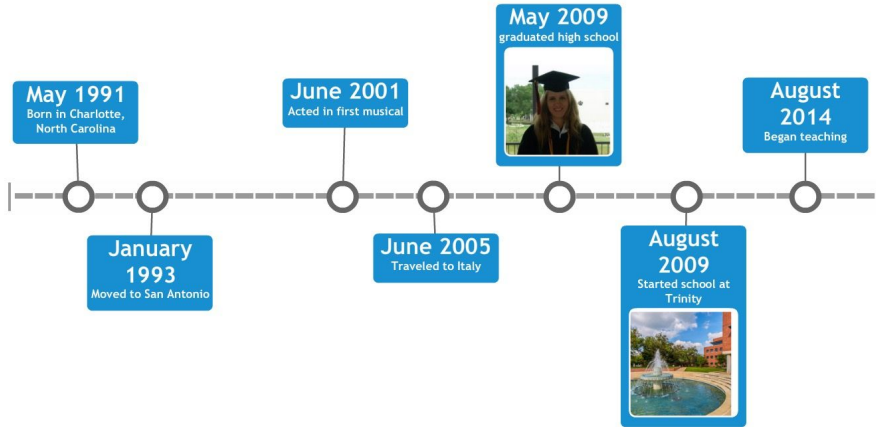 May 1991
Born in Charlotte,
North Carolina
January
1993
Moved to San Antonio
June 2001
Acted in first musical
June 2005
Traveled to Italy
May 2009
graduated high school
August
2009
Started school at
Trinity
August
2014
Began teaching